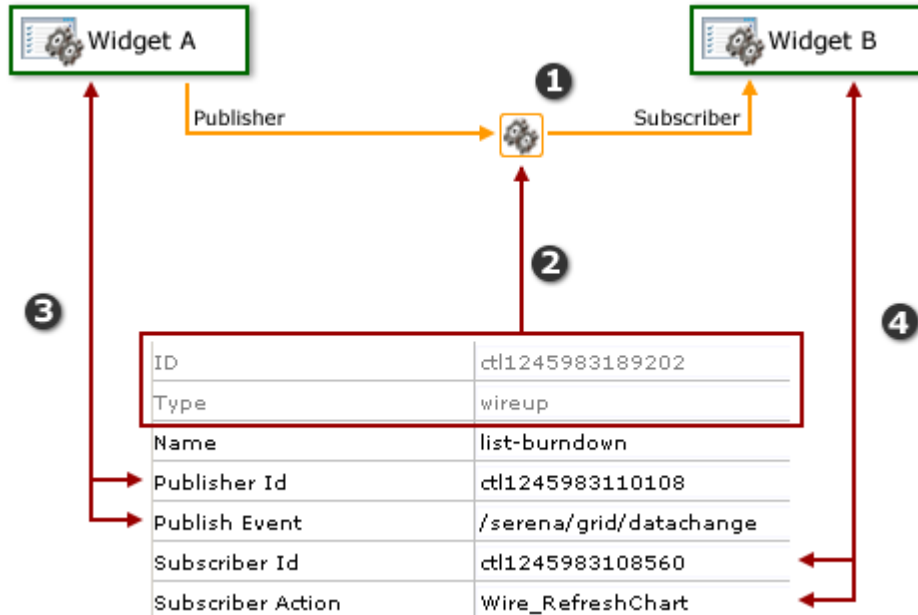 Widget A
Widget B
1
Publisher
Subscriber
2
3
4
ID ctl1245983189202
Type wireup
Name list-burndown
Publisher Id ctl1245983110108
Publish Event /serena/grid/datachange
Subscriber Id ctl1245983108560
Subscriber Action Wire_RefreshChart